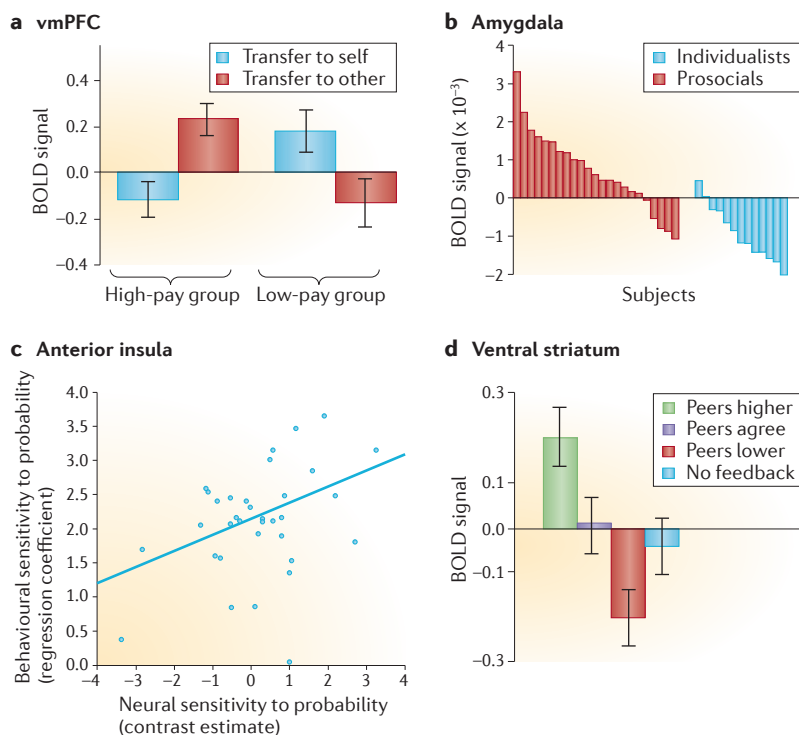 a vmPFC
Transfer to self
Transfer to other
BOLD signal
0.4
0.2
0.0
−0.2
−0.4
High-pay group
Low-pay group
b Amygdala
Individualists
Prosocials
BOLD signal (x 10−3)
4
3
2
1
0
−1
−2
Subjects
c Anterior insula
Behavioural sensitivity to probability
(regression coefficient)
4.0
3.5
3.0
2.5
2.0
1.5
1.0
0.5
0.0
−4 −3 −2 −1 0 1 2 3 4
Neural sensitivity to probability
(contrast estimate)
d Ventral striatum
Peers higher
Peers agree
Peers lower
No feedback
BOLD signal
0.3
0.1
0.0
−0.1
−0.3